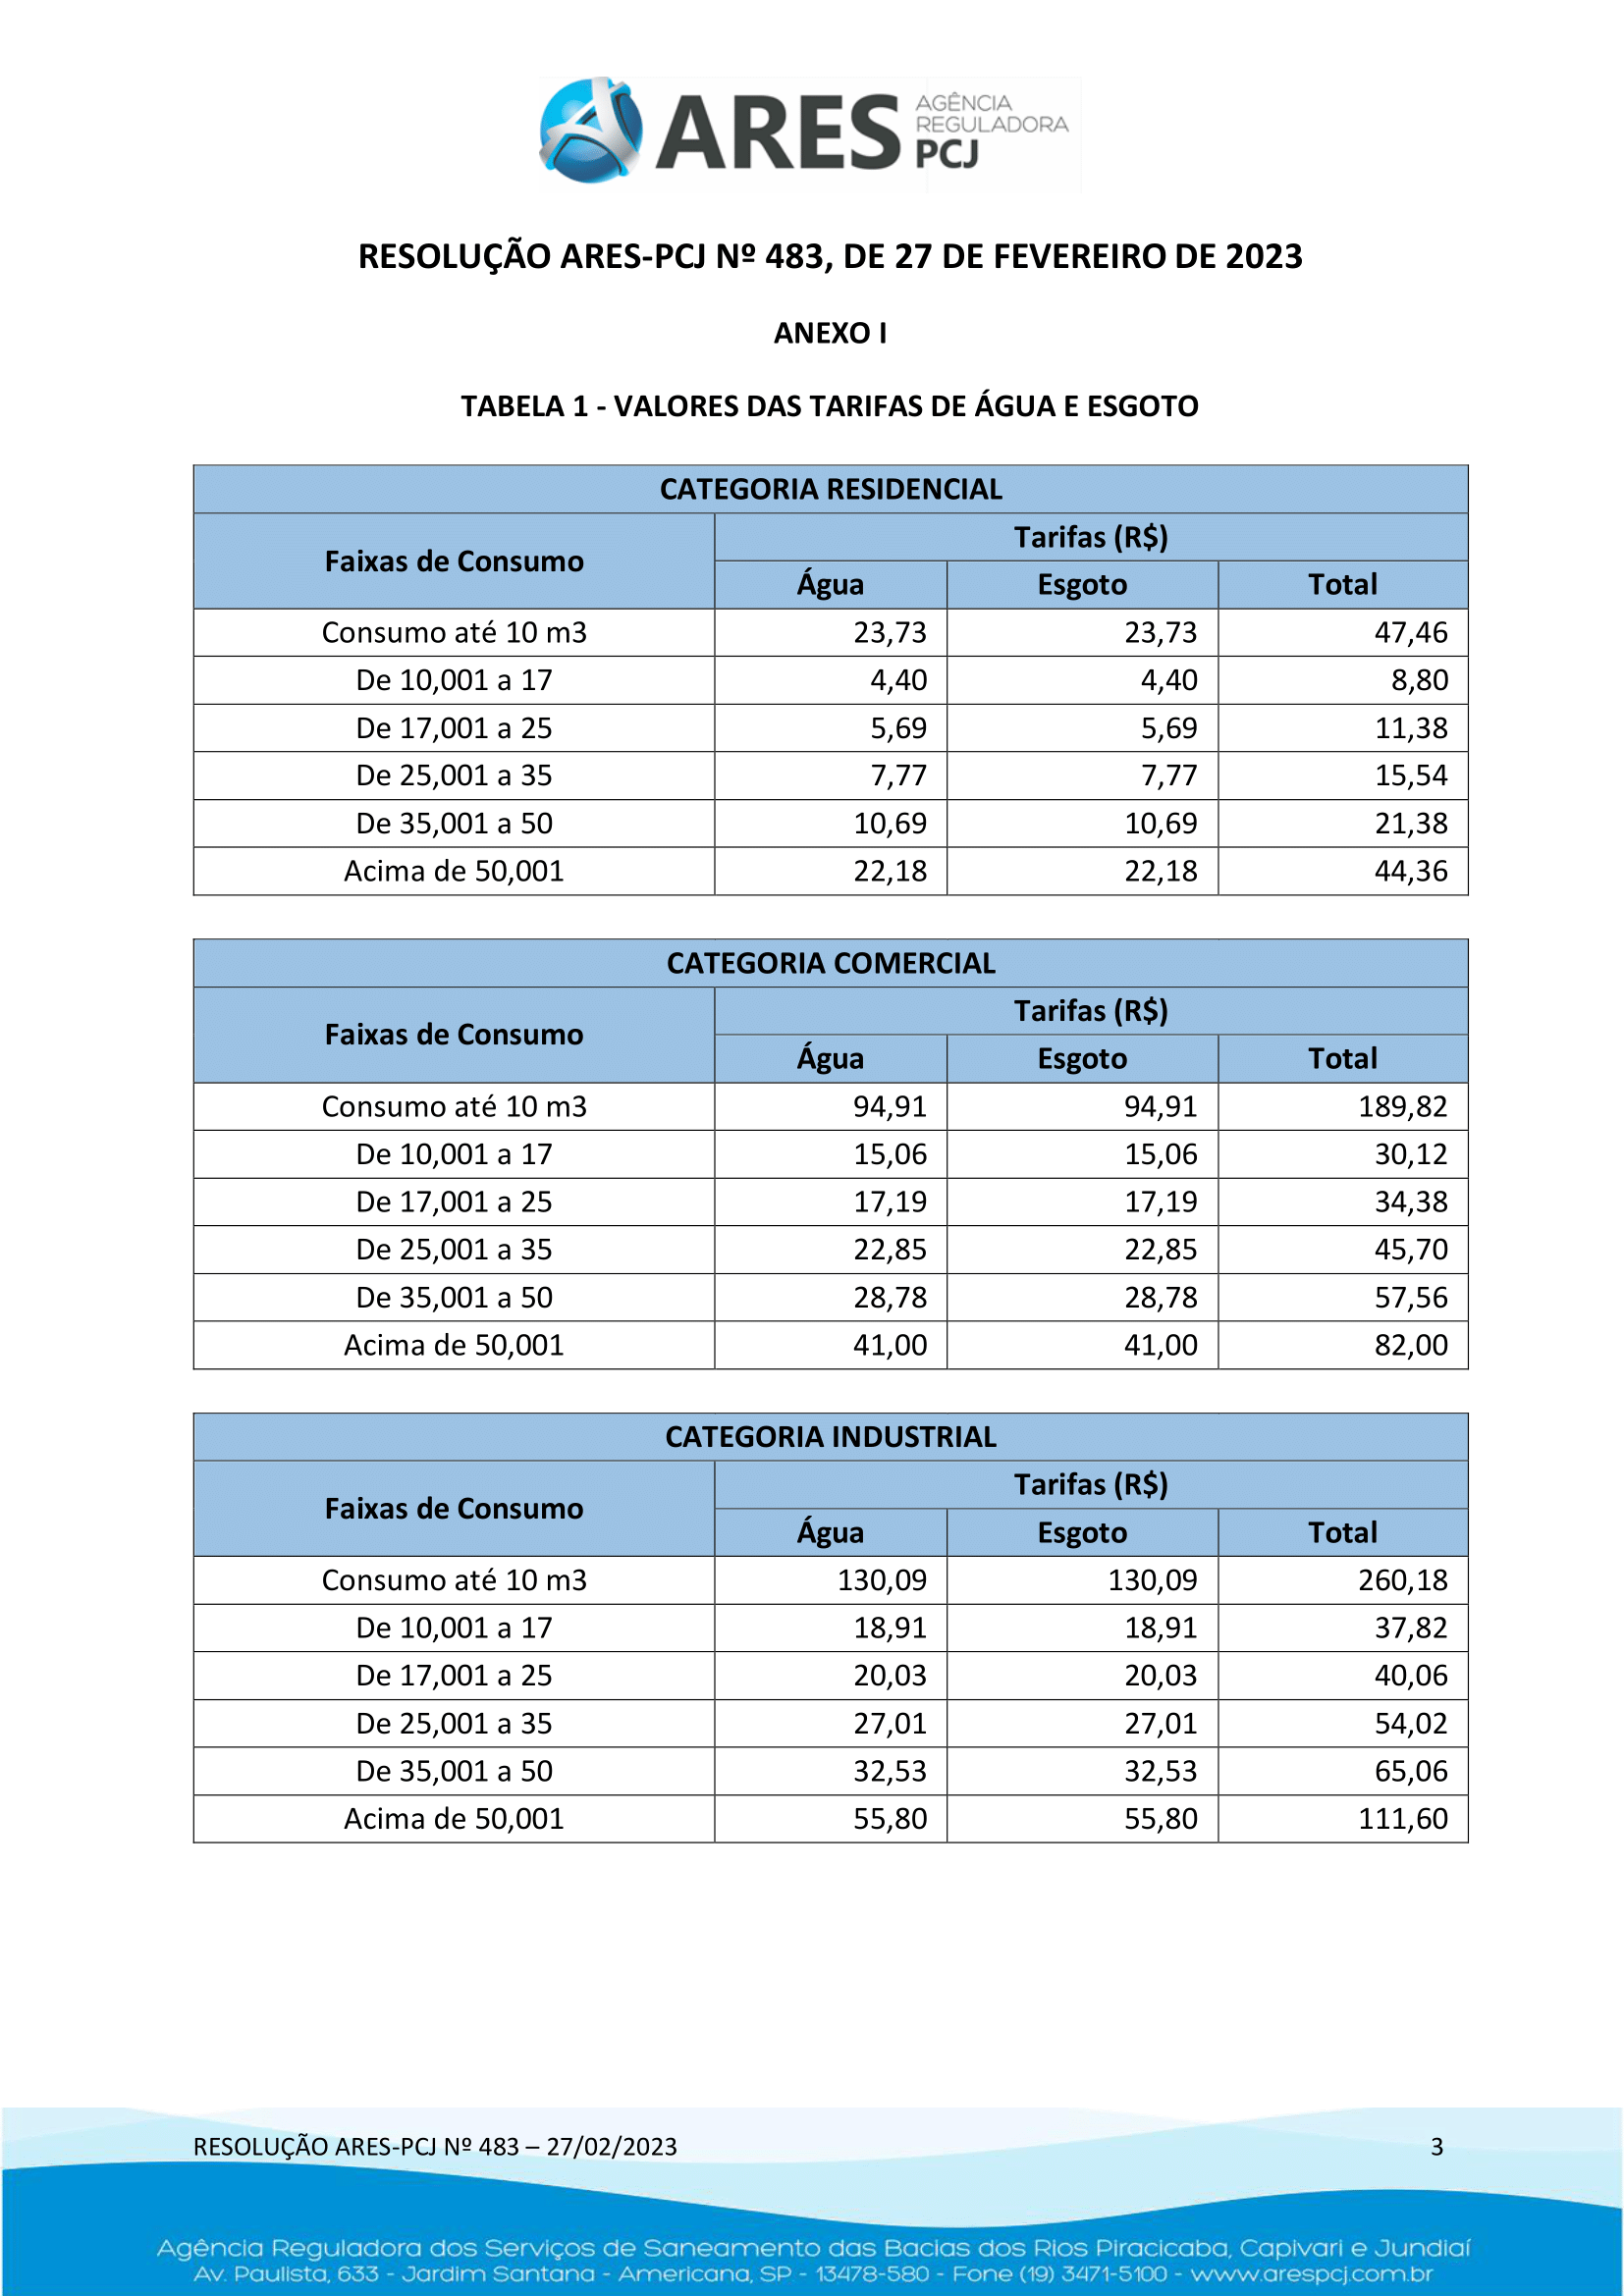 ARES AGÊNCIA REGULADORA PCJ
RESOLUÇÃO ARES-PCJ Nº 483, DE 27 DE FEVEREIRO DE 2023
ANEXO I
TABELA 1 - VALORES DAS TARIFAS DE ÁGUA E ESGOTO
CATEGORIA RESIDENCIAL
Faixas de Consumo Tarifas (R$)
Água Esgoto Total
Consumo até 10 m3 23,73 23,73 47,46
De 10,001 a 17 4,40 4,40 8,80
De 17,001 a 25 5,69 5,69 11,38
De 25,001 a 35 7,77 7,77 15,54
De 35,001 a 50 10,69 10,69 21,38
Acima de 50,001 22,18 22,18 44,36
CATEGORIA COMERCIAL
Faixas de Consumo Tarifas (R$)
Água Esgoto Total
Consumo até 10 m3 94,91 94,91 189,82
De 10,001 a 17 15,06 15,06 30,12
De 17,001 a 25 17,19 17,19 34,38
De 25,001 a 35 22,85 22,85 45,70
De 35,001 a 50 28,78 28,78 57,56
Acima de 50,001 41,00 41,00 82,00
CATEGORIA INDUSTRIAL
Faixas de Consumo Tarifas (R$)
Água Esgoto Total
Consumo até 10 m3 130,09 130,09 260,18
De 10,001 a 17 18,91 18,91 37,82
De 17,001 a 25 20,03 20,03 40,06
De 25,001 a 35 27,01 27,01 54,02
De 35,001 a 50 32,53 32,53 65,06
Acima de 50,001 55,80 55,80 111,60
RESOLUÇÃO ARES-PCJ Nº 483 – 27/02/2023 3
Agência Reguladora dos Serviços de Saneamento das Bacias dos Rios Piracicaba, Capivari e Jundiaí
Av. Paulista, 633 - Jardim Santana - Americana, SP - 13478-580 - Fone (19) 3471-5100 - www.arespcj.com.br